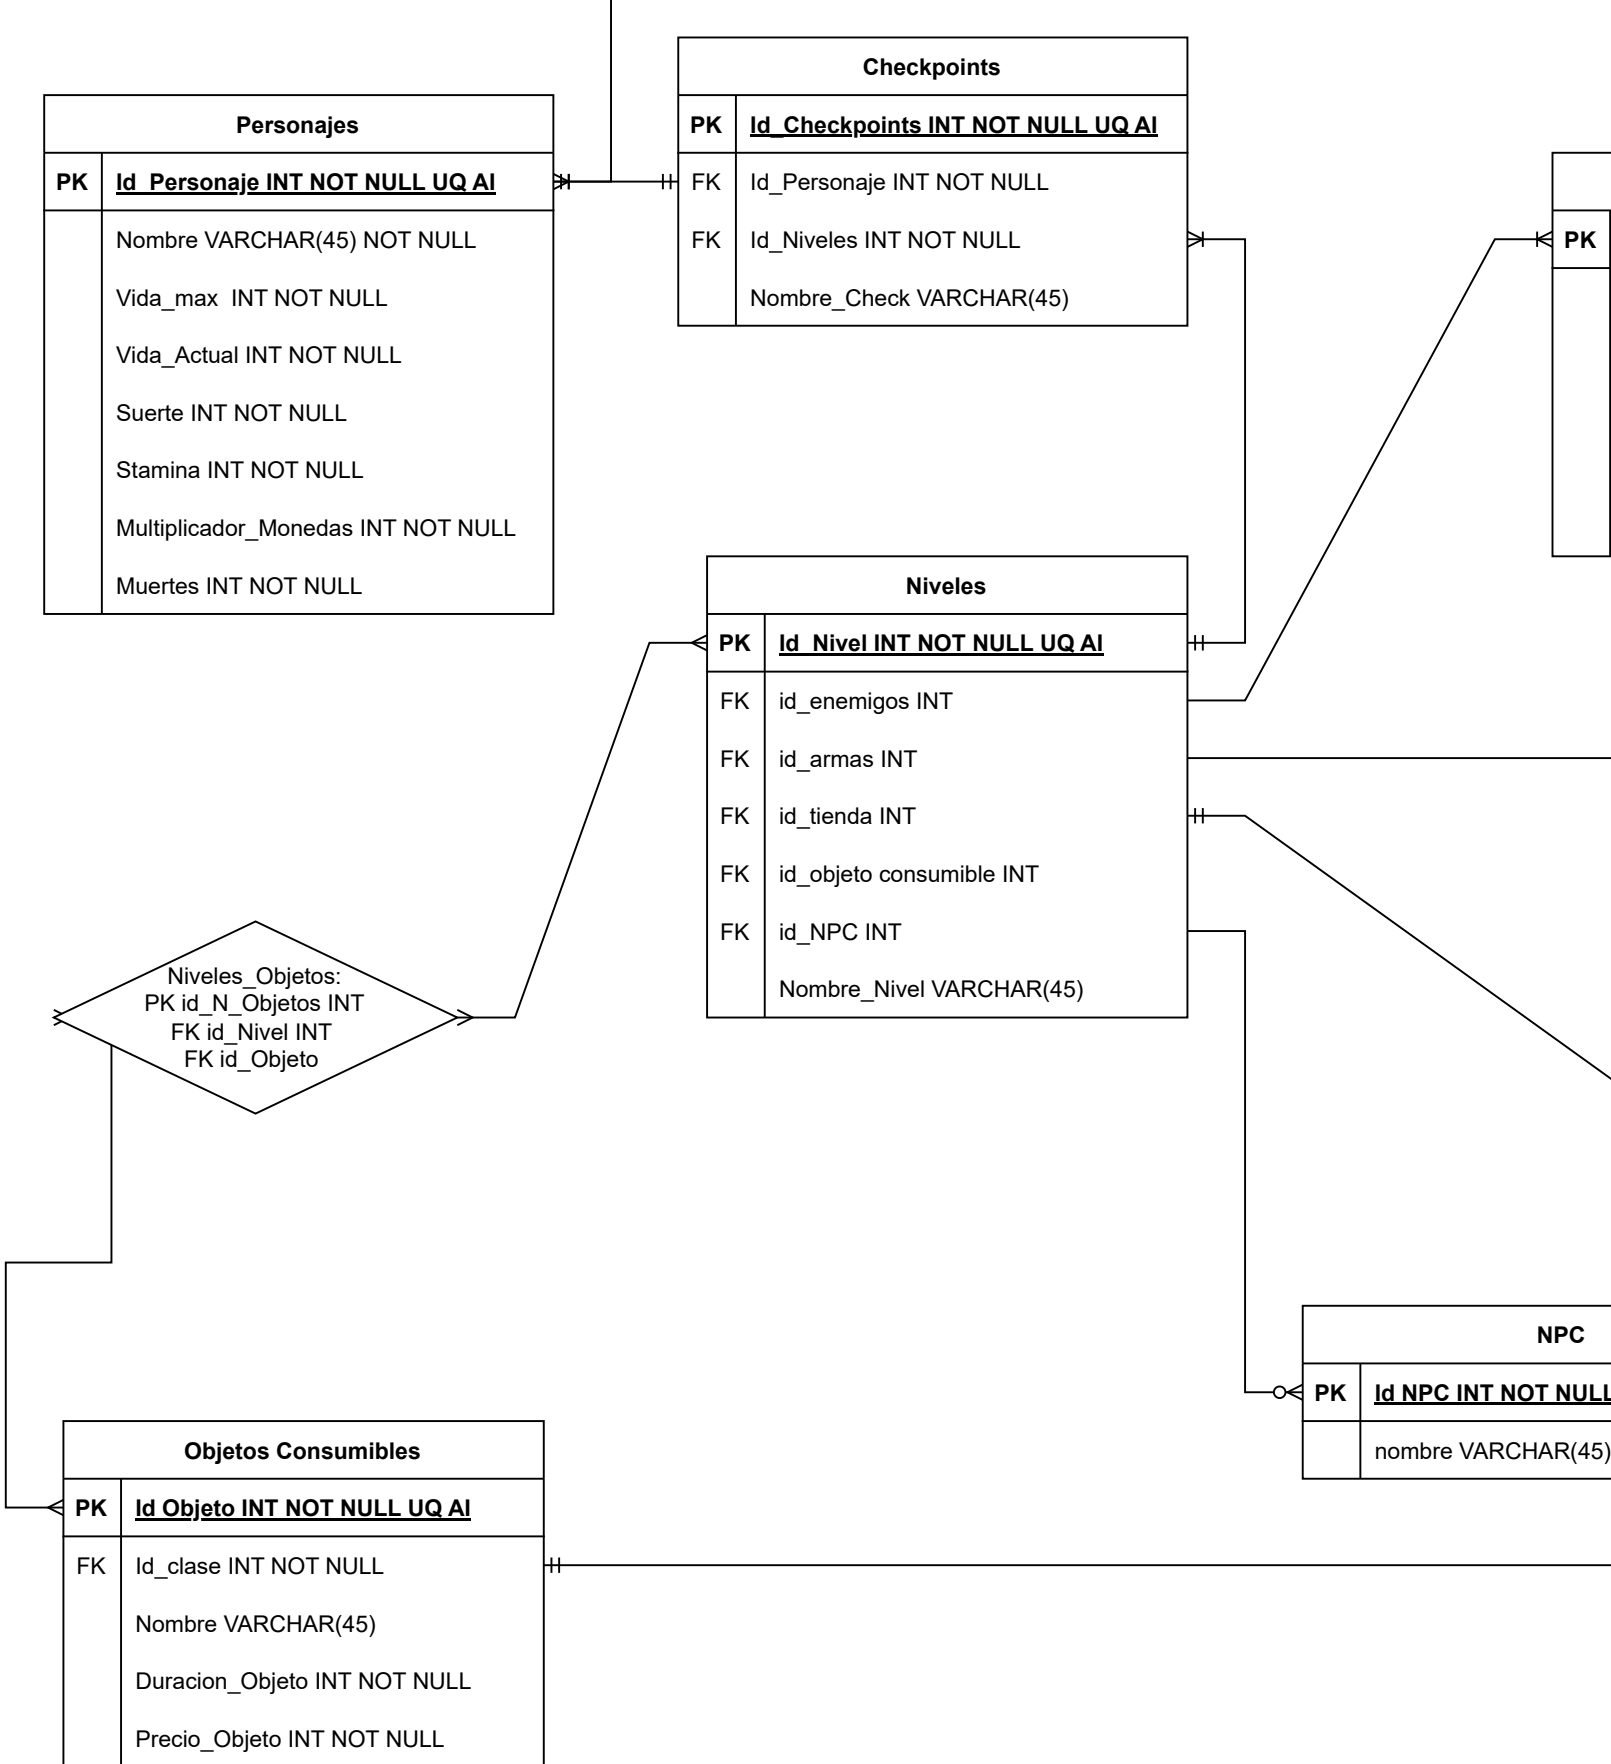 Checkpoints
PK Id_Checkpoints INT NOT NULL UQ AI
FK Id_Personaje INT NOT NULL
FK Id_Niveles INT NOT NULL
Nombre_Check VARCHAR(45)
Personajes
PK Id_Personaje INT NOT NULL UQ AI
Nombre VARCHAR(45) NOT NULL
Vida_max INT NOT NULL
Vida_Actual INT NOT NULL
Suerte INT NOT NULL
Stamina INT NOT NULL
Multiplicador_Monedas INT NOT NULL
Muertes INT NOT NULL
PK
Niveles
PK Id_Nivel INT NOT NULL UQ AI
FK id_enemigos INT
FK id_armas INT
FK id_tienda INT
FK id_objeto consumible INT
FK id_NPC INT
Nombre_Nivel VARCHAR(45)
Niveles_Objetos:
PK id_N_Objetos INT
FK id_Nivel INT
FK id_Objeto
NPC
PK Id NPC INT NOT NULL
nombre VARCHAR(45)
Objetos Consumibles
PK Id Objeto INT NOT NULL UQ AI
FK Id_clase INT NOT NULL
Nombre VARCHAR(45)
Duracion_Objeto INT NOT NULL
Precio_Objeto INT NOT NULL